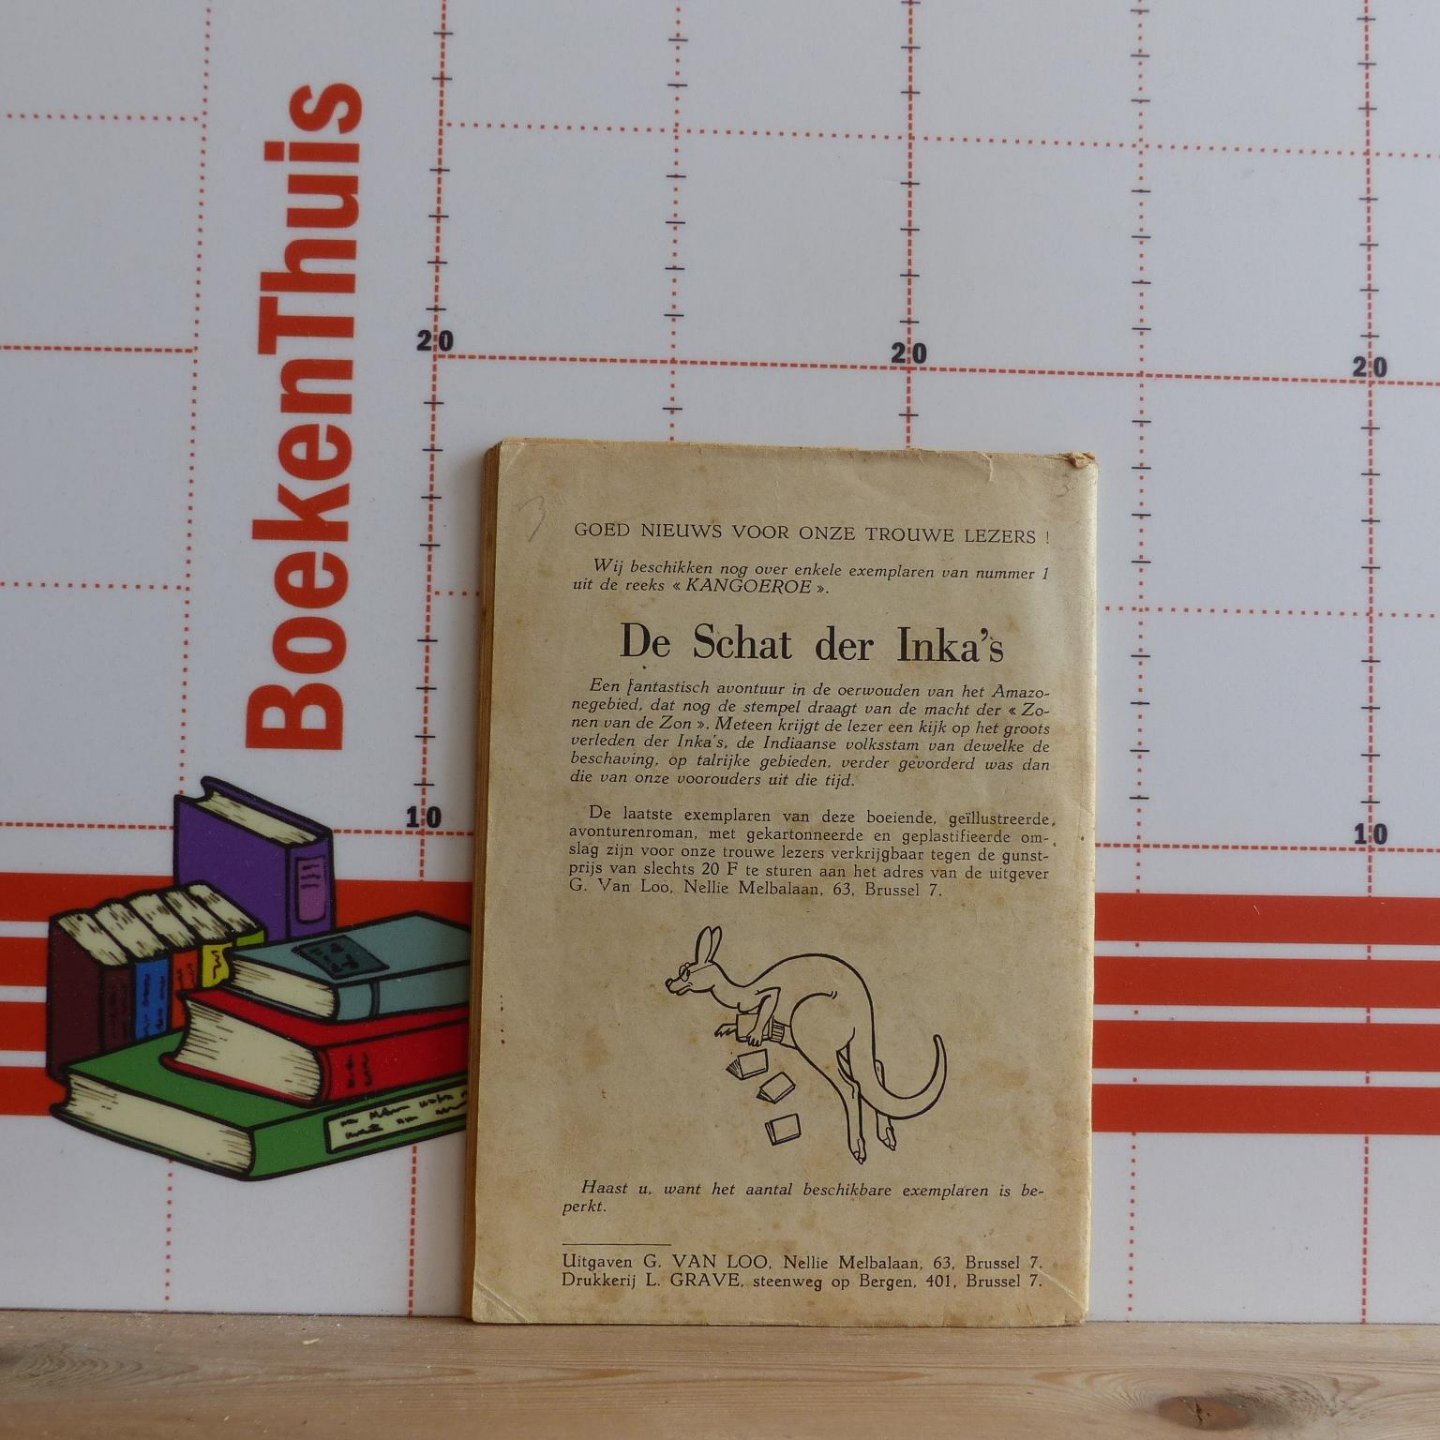 BoekenThuis
20
20
20
10
10
3
3
GOED NIEUWS VOOR ONZE TROUWE LEZERS !
Wij beschikken nog over enkele exemplaren van nummer 1
uit de reeks « KANGOEROE ».
De Schat der Inka's
Een fantastisch avontuur in de oerwouden van het Amazo-
negebied, dat nog de stempel draagt van de macht der « Zo-
nen van de Zon ». Meteen krijgt de lezer een kijk op het groots
verleden der Inka's, de Indiaanse volksstam van dewelke de
beschaving, op talrijke gebieden, verder gevorderd was dan
die van onze voorouders uit die tijd.
De laatste exemplaren van deze boeiende, geïllustreerde,
avonturenroman, met gekartonneerde en geplastifieerde om-
slag zijn voor onze trouwe lezers verkrijgbaar tegen de gunst-
prijs van slechts 20 F te sturen aan het adres van de uitgever
G. Van Loo, Nellie Melbalaan, 63, Brussel 7.
Haast u, want het aantal beschikbare exemplaren is be-
perkt.
Uitgaven G. VAN LOO, Nellie Melbalaan, 63, Brussel 7.
Drukkerij L. GRAVE, steenweg op Bergen, 401, Brussel 7.